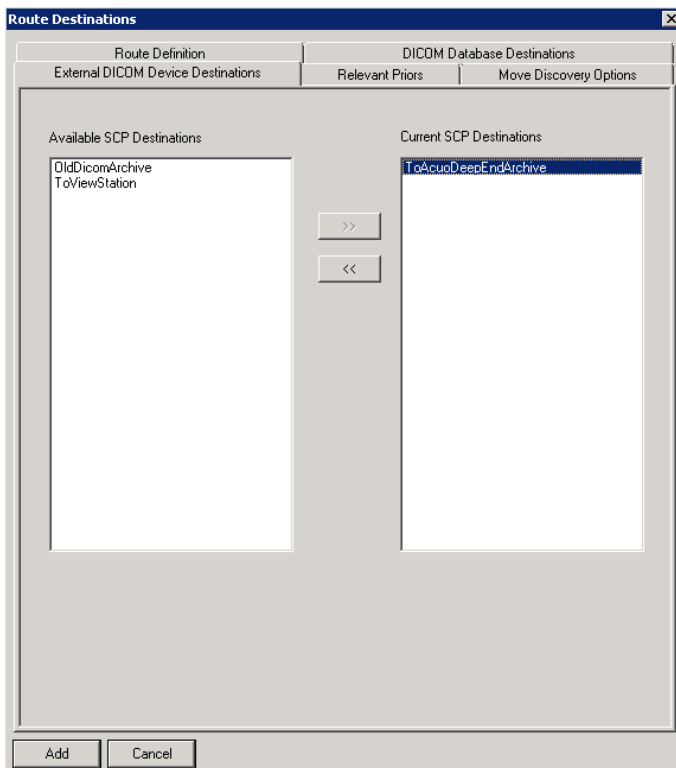 Route Destinations
Route Definition
DICOM Database Destinations
External DICOM Device Destinations
Relevant Priors
Move Discovery Options
Available SCP Destinations
Current SCP Destinations
OldDicomArchive
ToViewStation
ToAcuoDeepEndArchive
>>
<<
Add
Cancel